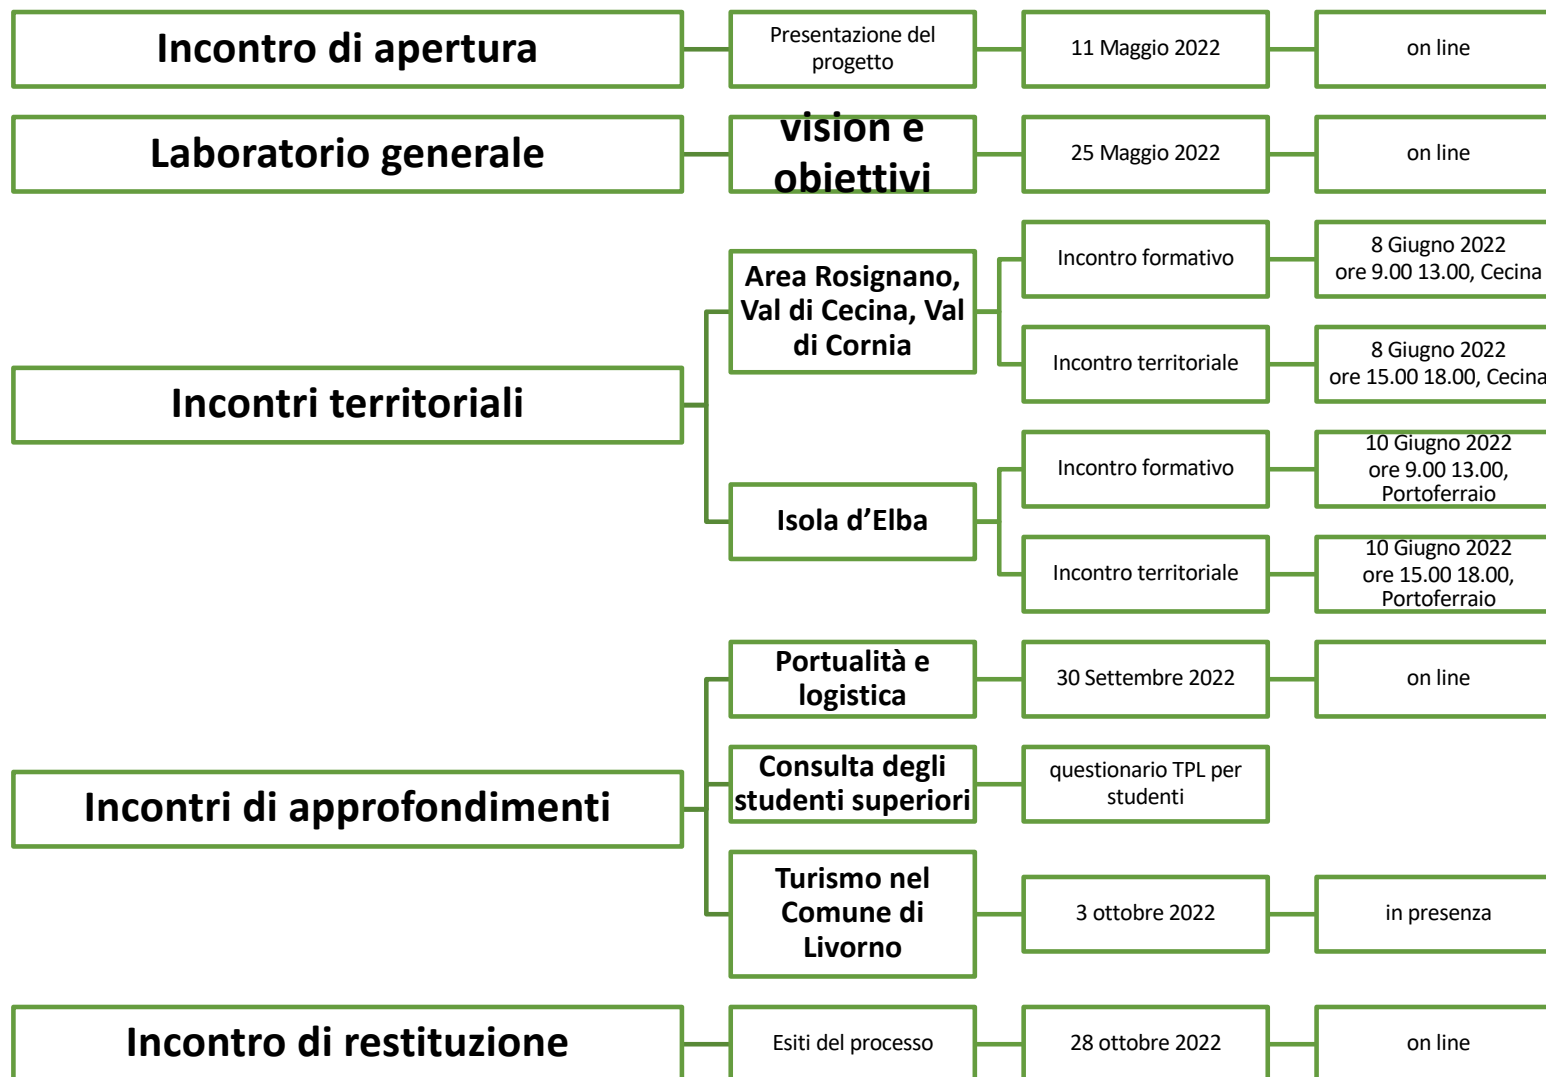 Incontro di apertura
Presentazione del
progetto
11 Maggio 2022
on line
Laboratorio generale
vision e
obiettivi
25 Maggio 2022
on line
Incontri territoriali
Area Rosignano,
Val di Cecina, Val
di Cornia
Incontro formativo
8 Giugno 2022
ore 9.00 13.00, Cecina
Incontro territoriale
8 Giugno 2022
ore 15.00 18.00, Cecina
Isola d’Elba
Incontro formativo
10 Giugno 2022
ore 9.00 13.00,
Portoferraio
Incontro territoriale
10 Giugno 2022
ore 15.00 18.00,
Portoferraio
Incontri di approfondimenti
Portualità e
logistica
30 Settembre 2022
on line
Consulta degli
studenti superiori
questionario TPL per
studenti
Turismo nel
Comune di
Livorno
3 ottobre 2022
in presenza
Incontro di restituzione
Esiti del processo
28 ottobre 2022
on line